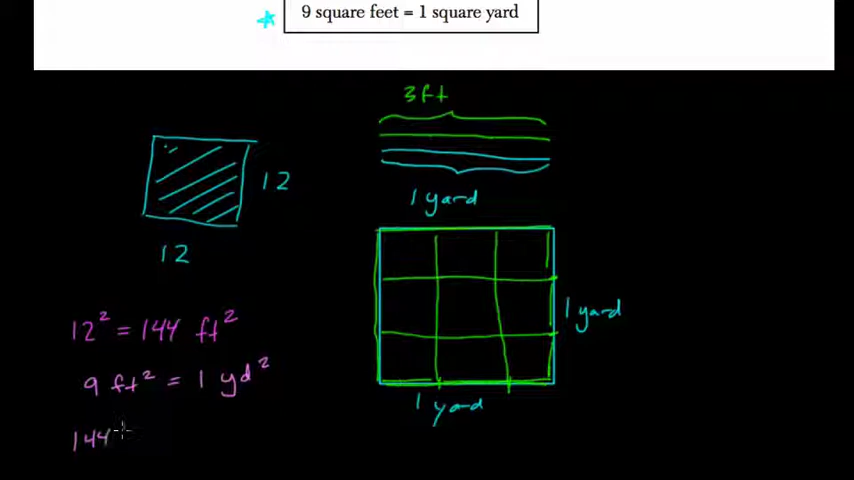 9 square feet = 1 square yard
3ft
12
1 yard
12
1 yard
12² = 144 ft²
9 ft² = 1 yd²
1 yard
144